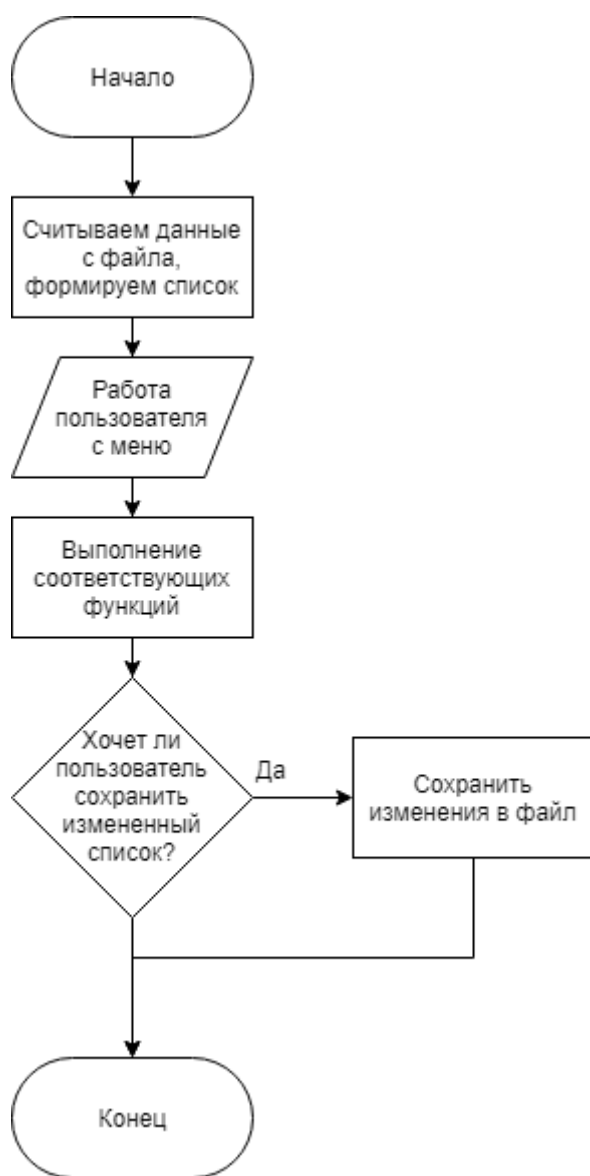 Начало
Считываем данные
с файла,
формируем список
Работа
пользователя
с меню
Выполнение
соответствующих
функций
Хочет ли
пользователь
сохранить
измененный
список?
Да
Сохранить
изменения в файл
Конец